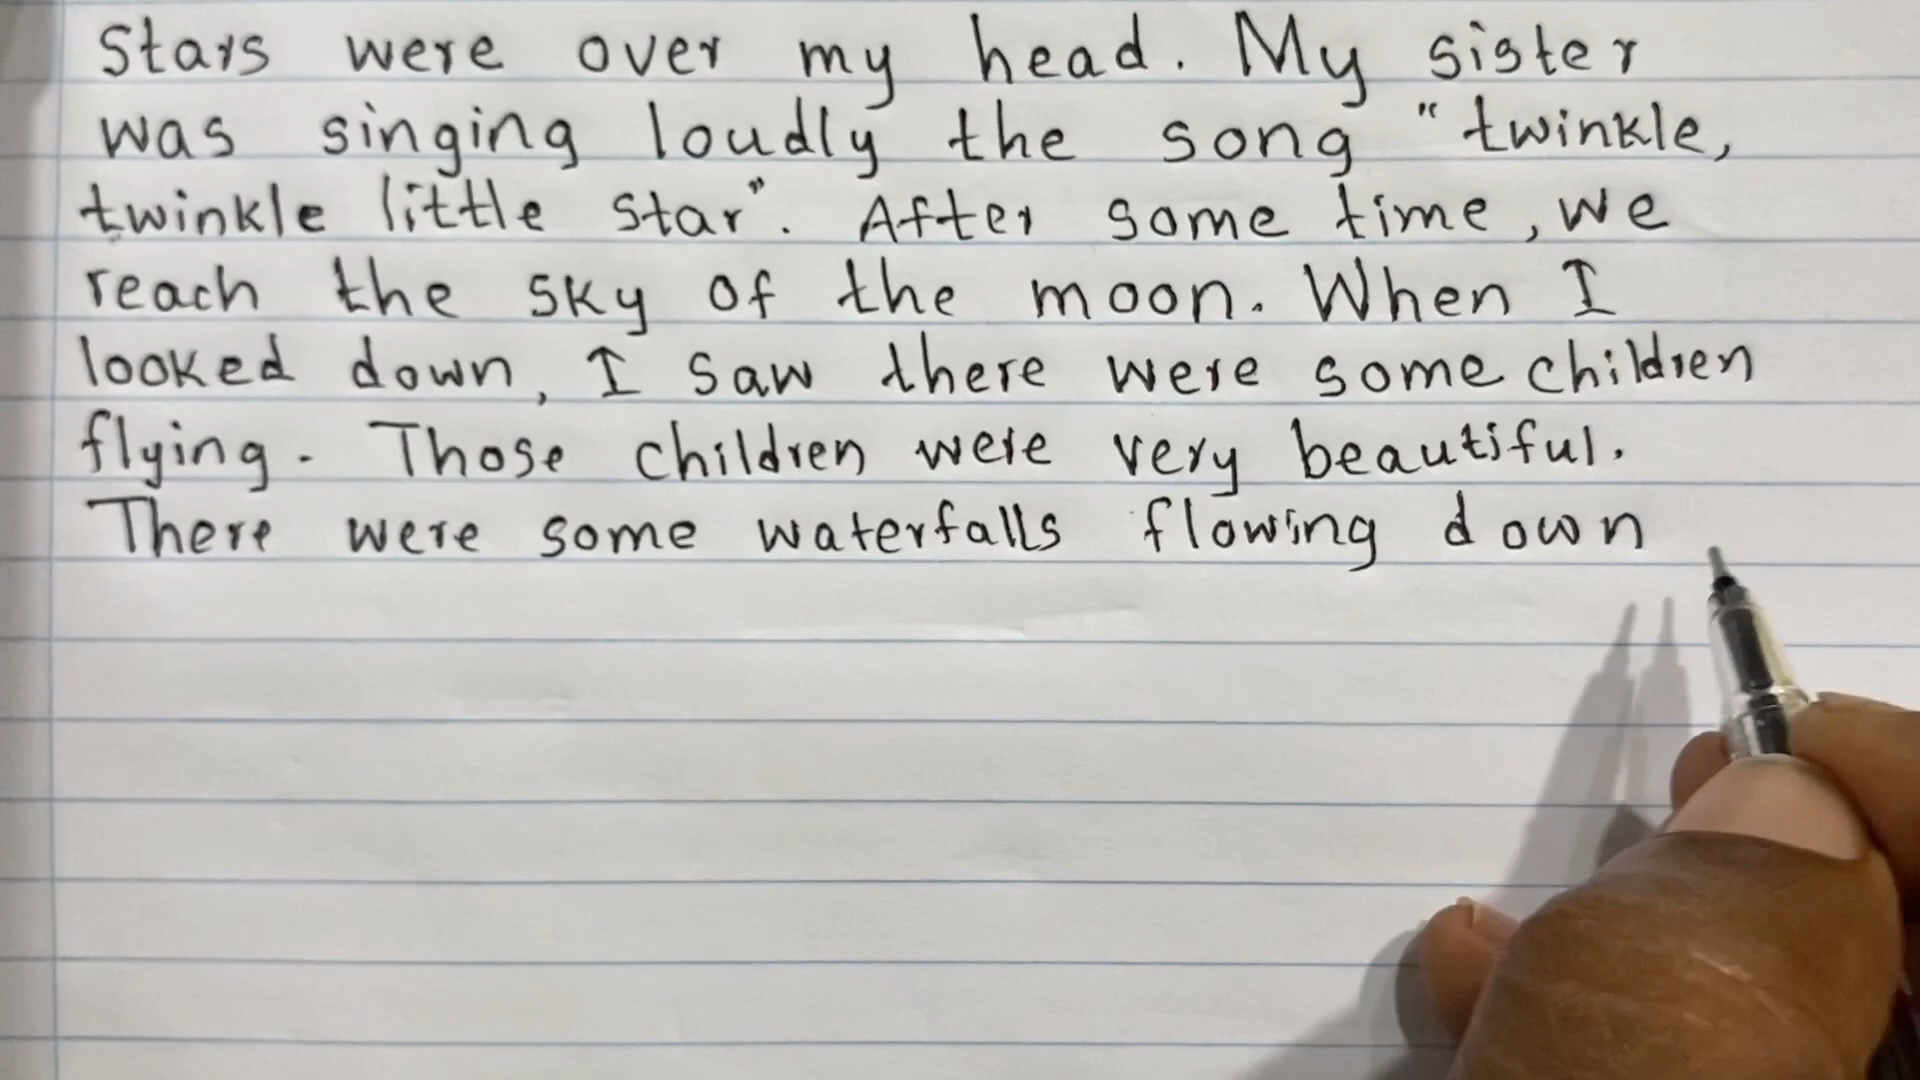 Stars were over my head. My sister
was singing loudly the song "twinkle,
twinkle little star". After some time, we
reach the sky of the moon. When I
looked down, I saw there were some children
flying. Those children were very beautiful.
There were some waterfalls flowing down